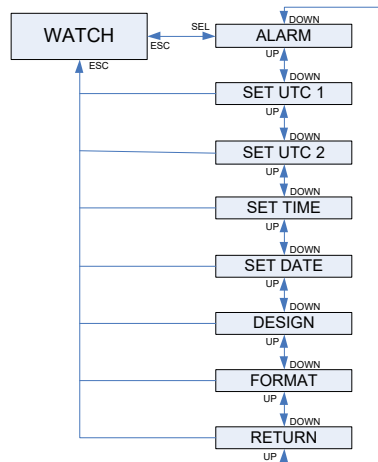 DOWN
WATCH
SEL
ESC
ALARM
ESC
UP
DOWN
SET UTC 1
UP
DOWN
SET UTC 2
UP
DOWN
SET TIME
UP
DOWN
SET DATE
UP
DOWN
DESIGN
UP
DOWN
FORMAT
UP
DOWN
RETURN
UP